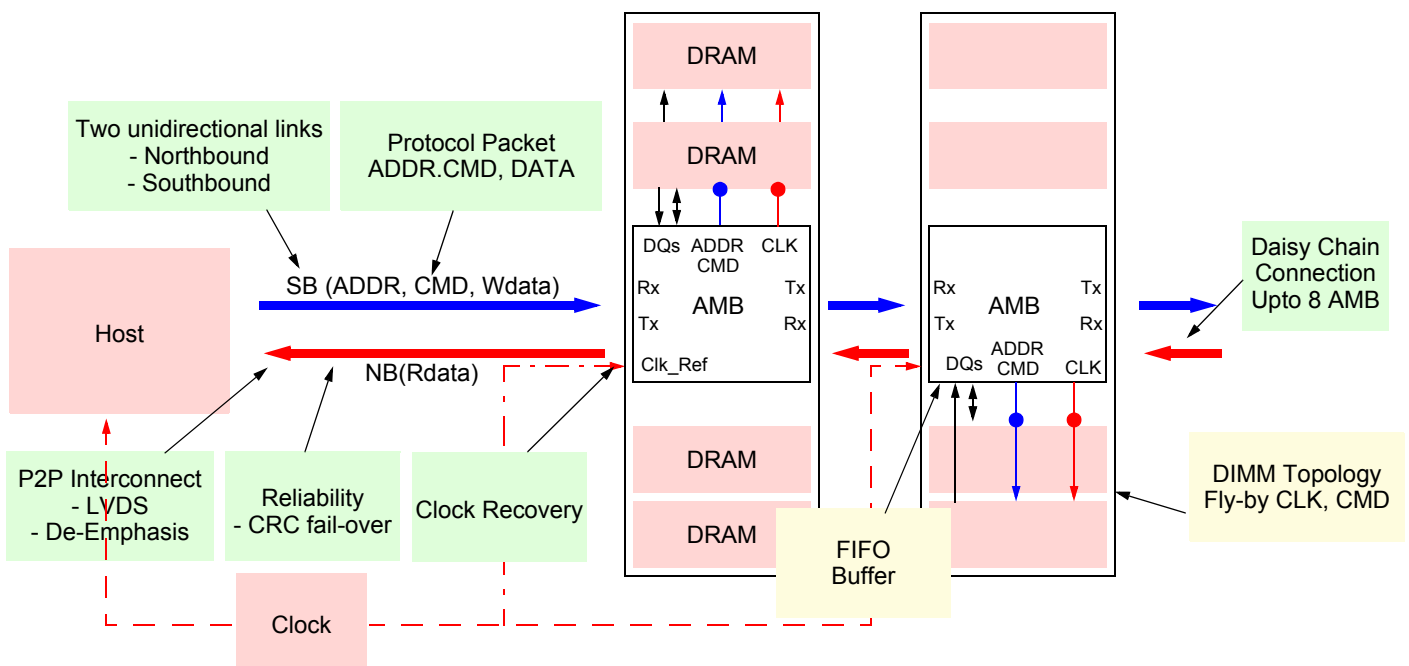 Two unidirectional links
- Northbound
- Southbound
Protocol Packet
ADDR.CMD, DATA
Host
SB (ADDR, CMD, Wdata)
NB(Rdata)
P2P Interconnect
- LVDS
- De-Emphasis
Reliability
- CRC fail-over
Clock Recovery
Clock
DRAM
DRAM
DQs ADDR CLK
CMD
Rx Tx
AMB
Tx Rx
Clk_Ref
DRAM
DRAM
Rx Tx
AMB
Tx Rx
DQs ADDR CLK
CMD
FIFO
Buffer
Daisy Chain
Connection
Upto 8 AMB
DIMM Topology
Fly-by CLK, CMD